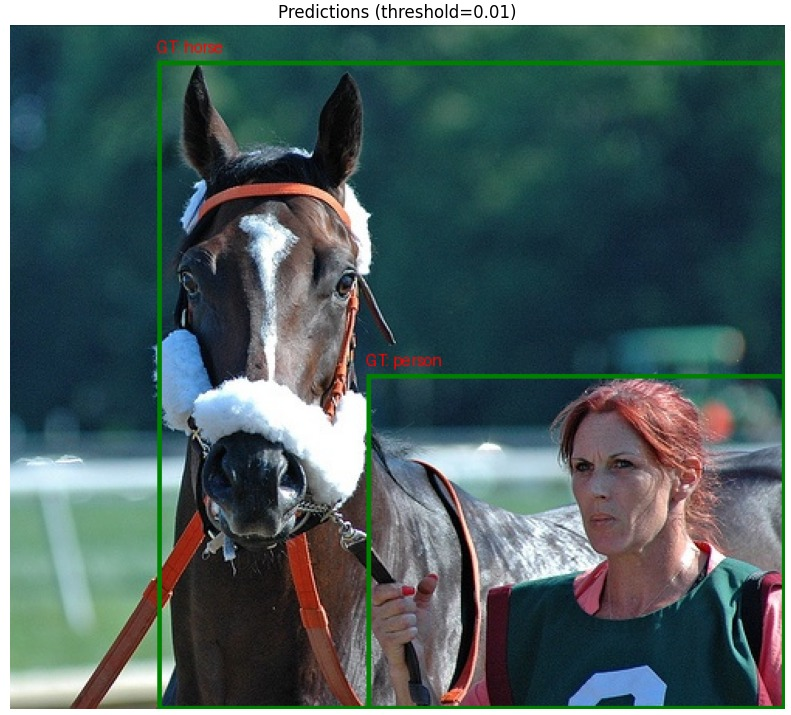 Predictions (threshold=0.01)
GT: horse
GT: person